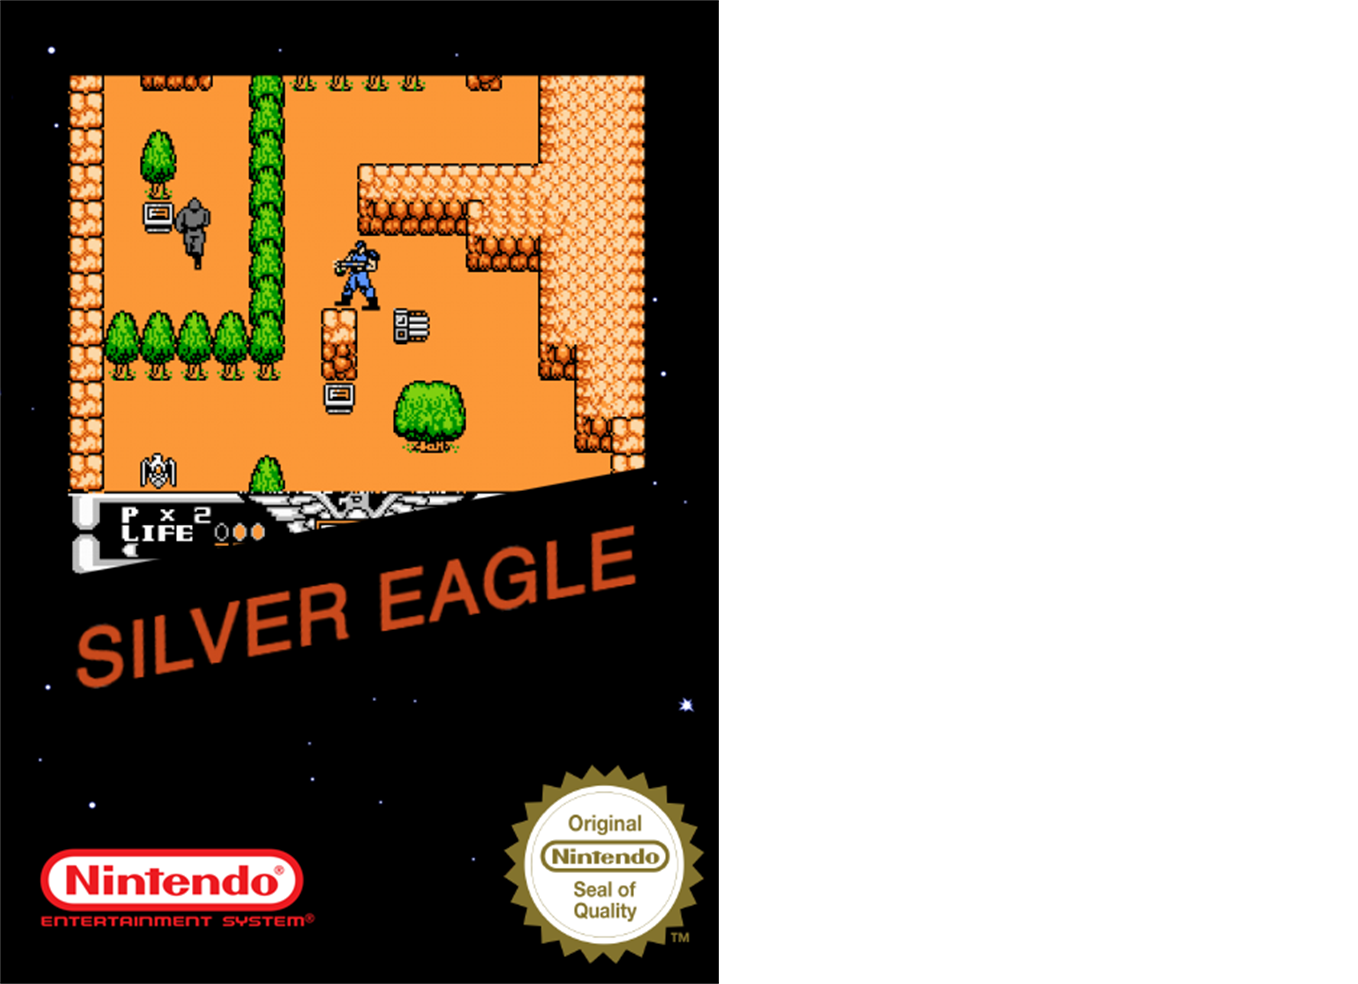 P x 2
LIFE
SILVER EAGLE
Nintendo®
ENTERTAINMENT SYSTEM®
Original
Nintendo
Seal of
Quality
TM